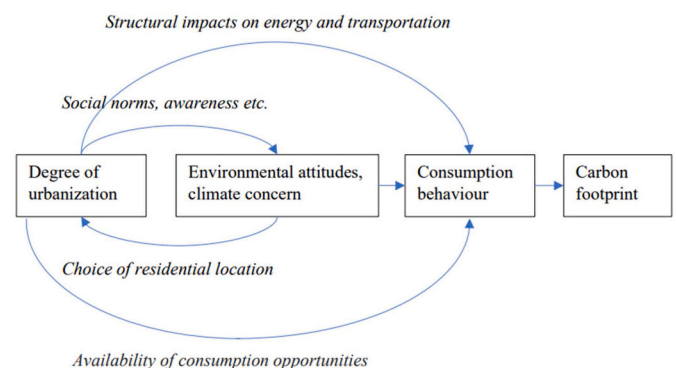 Structural impacts on energy and transportation
Social norms, awareness etc.
Degree of
urbanization
Environmental attitudes,
climate concern
Consumption
behaviour
Carbon
footprint
Choice of residential location
Availability of consumption opportunities